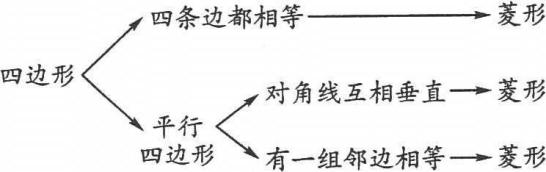 四条边都相等 菱形
四边形
对角线互相垂直 菱形
平行
四边形
有一组邻边相等 菱形